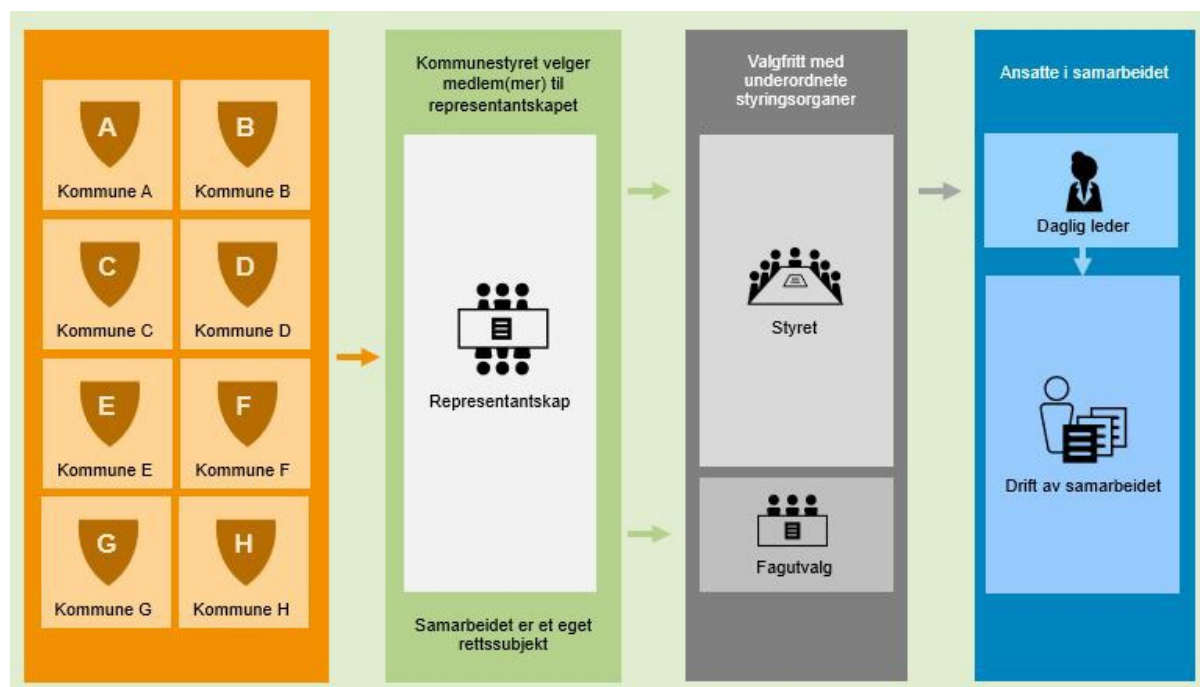 A
B
Kommune A
Kommune B
C
D
Kommune C
Kommune D
E
F
Kommune E
Kommune F
G
H
Kommune G
Kommune H
Kommunestyret velger
medlem(mer) til
representantskapet
Representantskap
Samarbeidet er et eget
rettssubjekt
Valgfritt med
underordnete
styringsorganer
Styret
Fagutvalg
Ansatte i samarbeidet
Daglig leder
Drift av samarbeidet